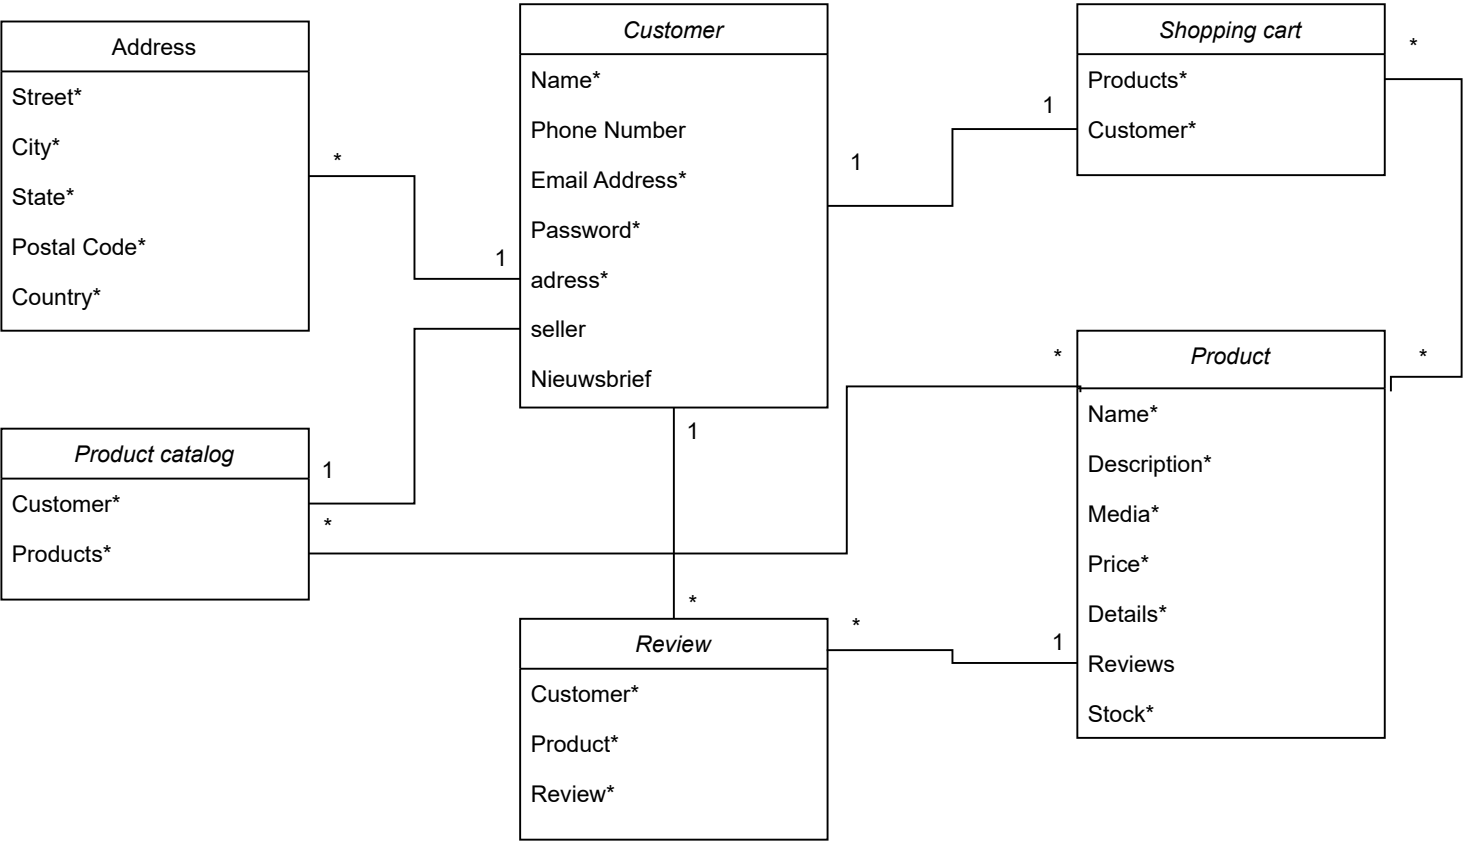 Address
Street*
City*
State*
Postal Code*
Country*
*
1
Customer
Name*
Phone Number
Email Address*
Password*
adress*
seller
Nieuwsbrief
1
1
Shopping cart
Products*
Customer*
*
*
Product catalog
Customer*
Products*
1
*
1
*
Review
Customer*
Product*
Review*
*
1
*
Product
Name*
Description*
Media*
Price*
Details*
Reviews
Stock*